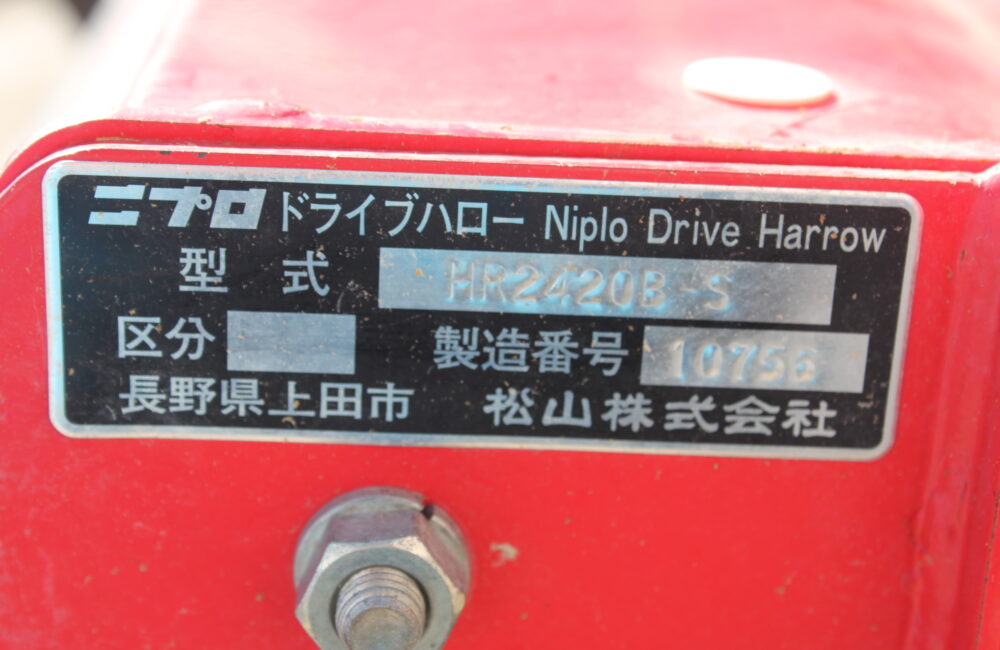 ニプロ ドライブハロー Niplo Drive Harrow
型式 HR2420B-S
区分 製造番号 10756
長野県上田市 松山株式会社